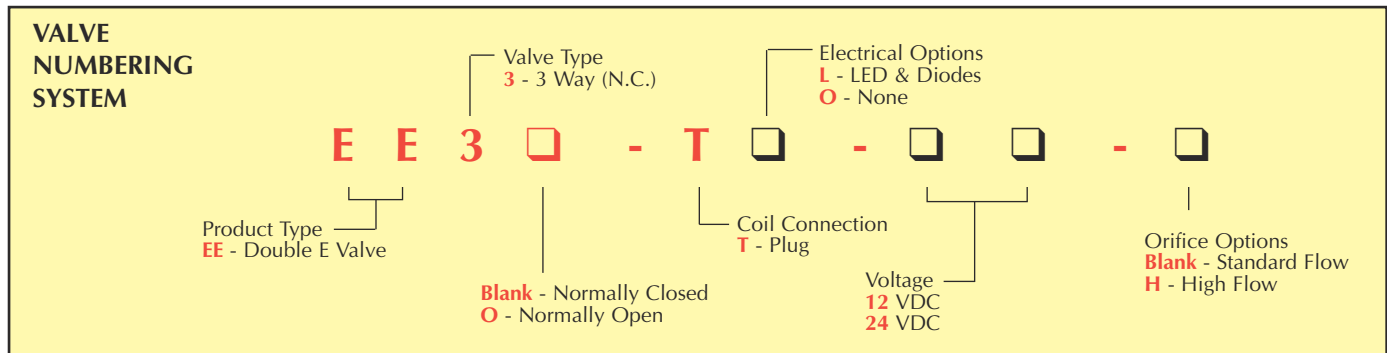 VALVE
NUMBERING
SYSTEM
Valve Type
3 - 3 Way (N.C.)
Electrical Options
L - LED & Diodes
O - None
E E 3 ❑ - T ❑ - ❑ ❑ - ❑
Product Type
EE - Double E Valve
Blank - Normally Closed
O - Normally Open
Coil Connection
T - Plug
Voltage
12 VDC
24 VDC
Orifice Options
Blank - Standard Flow
H - High Flow